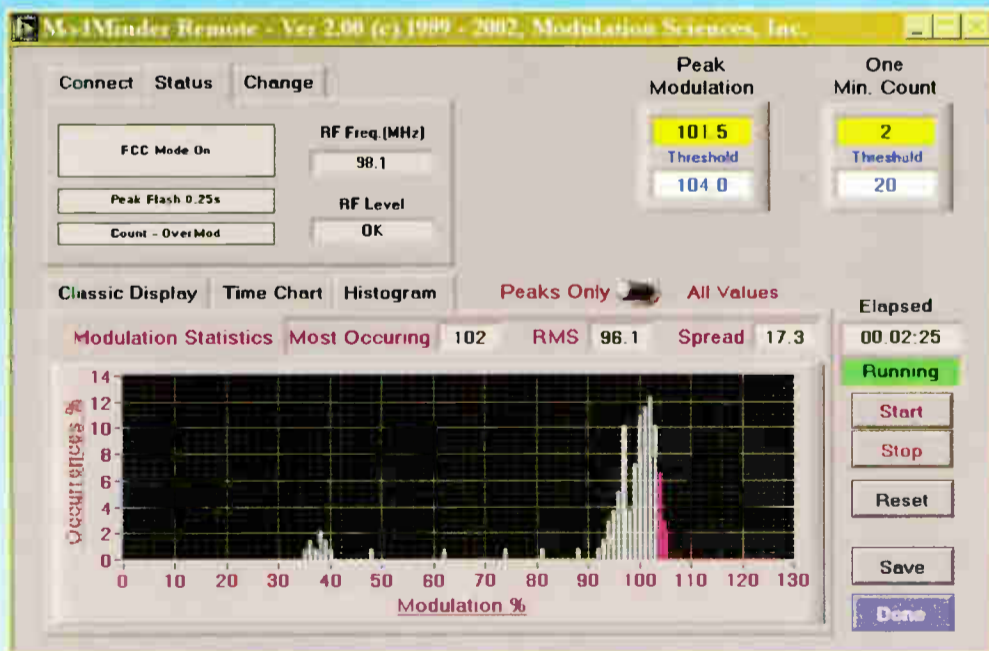 ModMinder Remote - Ver 2.00 (c) 1999 - 2002, Modulation Sciences, Inc.
Connect Status Change
FCC Mode On
Peak Flash 0.25s
Count - OverMod
RF Freq.(MHz)
98.1
RF Level
OK
Peak Modulation
101.5
Threshold
104.0
One Min. Count
2
Threshold
20
Classic Display Time Chart Histogram
Peaks Only All Values
Modulation Statistics Most Occuring 102 RMS 96.1 Spread 17.3
Elapsed
00:02:25
Running
Start
Stop
Reset
Save
Done
Occurrences %
14
12
10
8
6
4
2
0
0 10 20 30 40 50 60 70 80 90 100 110 120 130
Modulation %